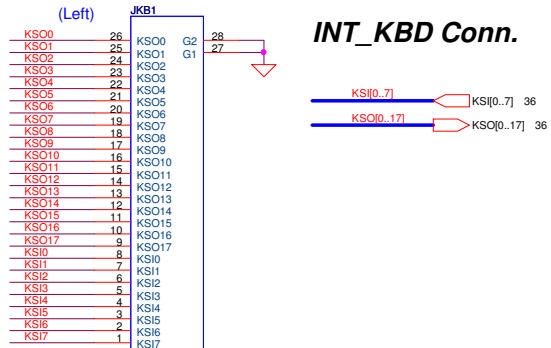 (Left)
JKB1
INT_KBD Conn.
KSO0 26 KSO0 G2 28
KSO1 25 KSO1 G1 27
KSO2 24 KSO2
KSO3 23 KSO3
KSO4 22 KSO4
KSO5 21 KSO5
KSO6 20 KSO6
KSO7 19 KSO7
KSO8 18 KSO8
KSO9 17 KSO9
KSO10 16 KSO10
KSO11 15 KSO11
KSO12 14 KSO12
KSO13 13 KSO13
KSO14 12 KSO14
KSO15 11 KSO15
KSO16 10 KSO16
KSO17 9 KSO17
KSI0 8 KSI0
KSI1 7 KSI1
KSI2 6 KSI2
KSI3 5 KSI3
KSI4 4 KSI4
KSI5 3 KSI5
KSI6 2 KSI6
KSI7 1 KSI7
KSI[0..7] KSI[0..7] 36
KSO[0..17] KSO[0..17] 36